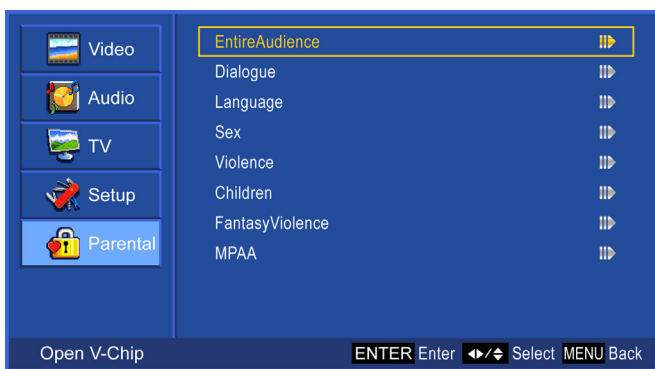 Video
Audio
TV
Setup
Parental
EntireAudience
Dialogue
Language
Sex
Violence
Children
FantasyViolence
MPAA
Open V-Chip
ENTER Enter ◂▸/▴▾ Select MENU Back